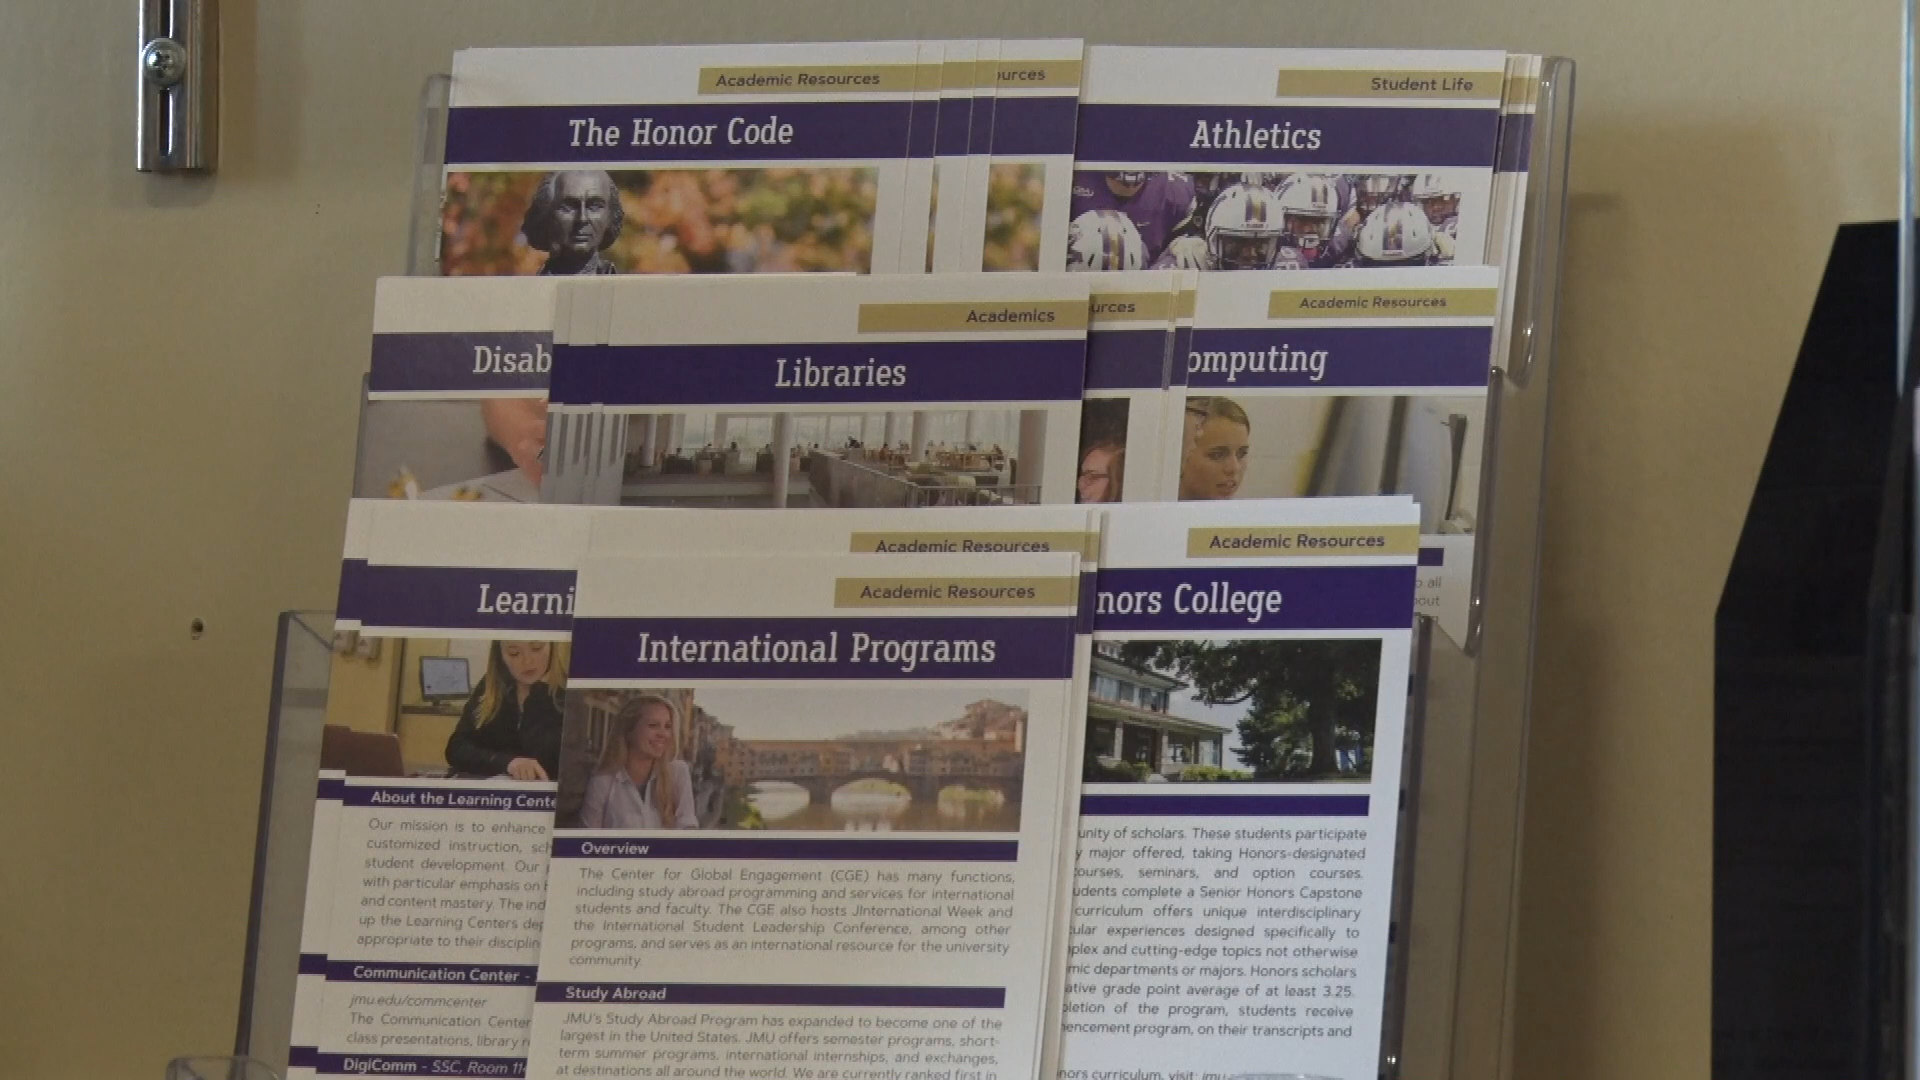 Academic Resources
The Honor Code
urces
Student Life
Athletics
Disab
Academics
Libraries
urces
Academic Resources
omputing
o all
out
Learni
About the Learning Cente
Our mission is to enhance
customized instruction, sch
student development. Our
with particular emphasis on
and content mastery. The ind
up the Learning Centers dep
appropriate to their disciplin
Communication Center -
jmu.edu/commcenter
The Communication Center
class presentations, library r
DigiComm - SSC, Room 114
Academic Resources
Academic Resources
International Programs
Overview
The Center for Global Engagement (CGE) has many functions,
including study abroad programming and services for international
students and faculty. The CGE also hosts JInternational Week and
the International Student Leadership Conference, among other
programs, and serves as an international resource for the university
community.
Study Abroad
JMU's Study Abroad Program has expanded to become one of the
largest in the United States. JMU offers semester programs, short-
term summer programs, international internships, and exchanges,
at destinations all around the world. We are currently ranked first in
Academic Resources
nors College
unity of scholars. These students participate
y major offered, taking Honors-designated
ourses, seminars, and option courses.
udents complete a Senior Honors Capstone
curriculum offers unique interdisciplinary
ular experiences designed specifically to
plex and cutting-edge topics not otherwise
mic departments or majors. Honors scholars
ative grade point average of at least 3.25.
pletion of the program, students receive
encement program, on their transcripts and
nors curriculum, visit: jmu